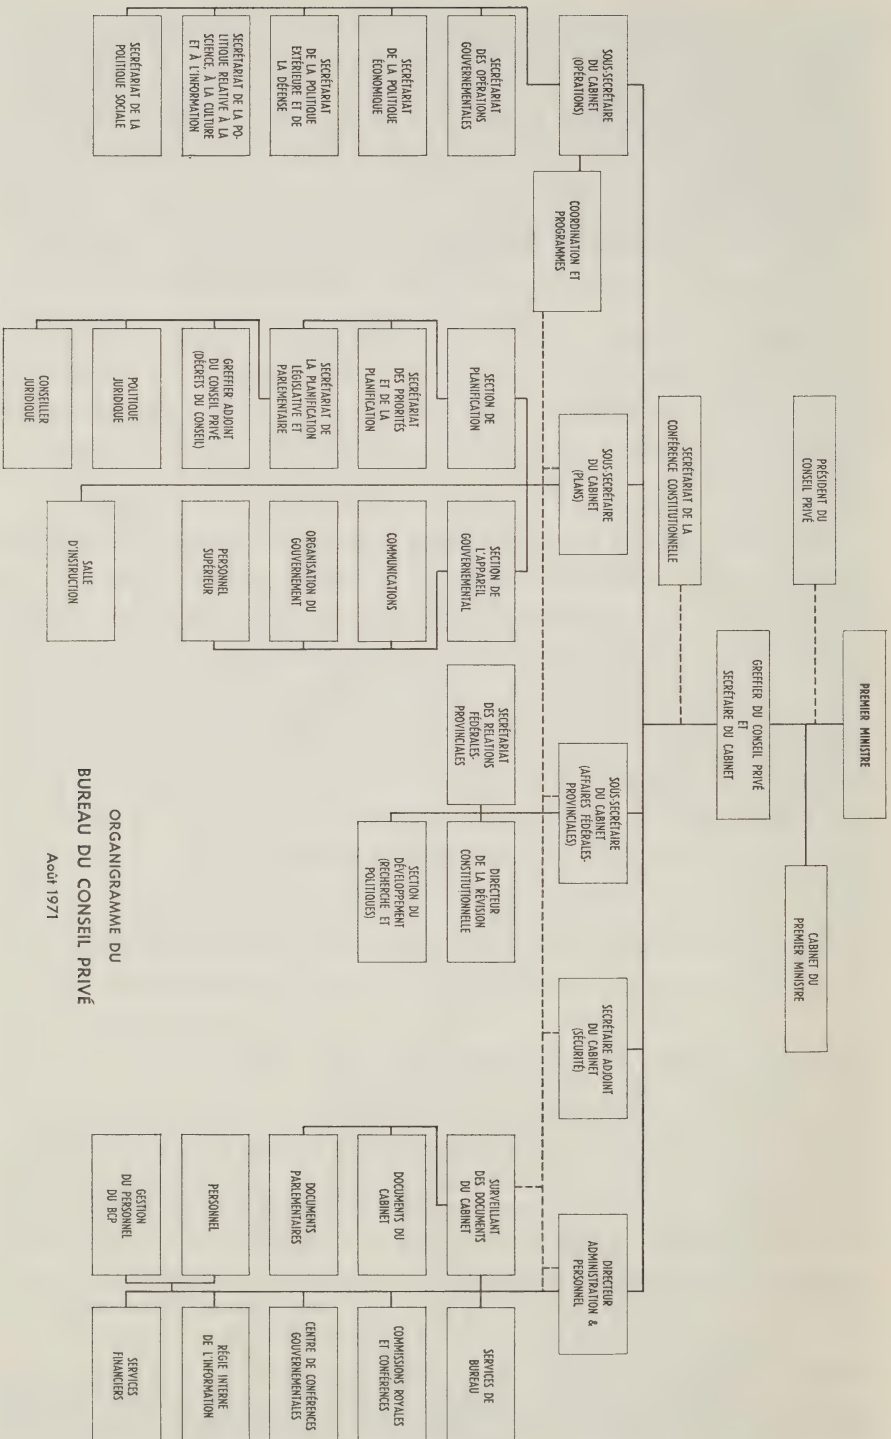 PREMIER MINISTRE
PRÉSIDENT DU
CONSEIL PRIVÉ
CABINET DU
PREMIER MINISTRE
GREFFIER DU CONSEIL PRIVÉ
ET
SECRÉTAIRE DU CABINET
SECRÉTARIAT DE LA
CONFÉRENCE CONSTITUTIONNELLE
SOUS-SECRÉTAIRE
DU CABINET
(OPÉRATIONS)
SOUS-SECRÉTAIRE
DU CABINET
(PLANS)
SOUS-SECRÉTAIRE
DU CABINET
(AFFAIRES FÉDÉRALES-
PROVINCIALES)
SECRÉTAIRE ADJOINT
DU CABINET
(SÉCURITÉ)
DIRECTEUR
ADMINISTRATION &
PERSONNEL
COORDINATION ET
PROGRAMMES
SECRÉTARIAT
DES OPÉRATIONS
GOUVERNEMENTALES
SECRÉTARIAT
DE LA POLITIQUE
ÉCONOMIQUE
SECRÉTARIAT
DE LA POLITIQUE
EXTÉRIEURE ET DE
LA DÉFENSE
SECRÉTARIAT DE LA PO-
LITIQUE RELATIVE À LA
SCIENCE, À LA CULTURE
ET À L'INFORMATION
SECRÉTARIAT DE LA
POLITIQUE SOCIALE
SECTION DE
PLANIFICATION
SECRÉTARIAT
DES PRIORITÉS
ET DE LA
PLANIFICATION
SECRÉTARIAT DE
LA PLANIFICATION
LÉGISLATIVE ET
PARLEMENTAIRE
GREFFIER ADJOINT
DU CONSEIL PRIVÉ
(DÉCRETS DU CONSEIL)
POLITIQUE
JURIDIQUE
CONSEILLER
JURIDIQUE
SECTION DE
L'APPAREIL
GOUVERNEMENTAL
COMMUNICATIONS
ORGANISATION DU
GOUVERNEMENT
PERSONNEL
SUPÉRIEUR
SALLE
D'INSTRUCTION
SECRÉTARIAT
DES RELATIONS
FÉDÉRALES-
PROVINCIALES
DIRECTEUR
DE LA RÉVISION
CONSTITUTIONNELLE
SECTION DU
DÉVELOPPEMENT
(RECHERCHE ET
POLITIQUES)
SURVEILLANT
DES DOCUMENTS
DU CABINET
DOCUMENTS DU
CABINET
DOCUMENTS
PARLEMENTAIRES
PERSONNEL
GESTION
DU PERSONNEL
DU BCP
SERVICES DE
BUREAU
COMMISSIONS ROYALES
ET CONFÉRENCES
CENTRE DE CONFÉRENCES
GOUVERNEMENTALES
RÉGIE INTERNE
DE L'INFORMATION
SERVICES
FINANCIERS
ORGANIGRAMME DU
BUREAU DU CONSEIL PRIVÉ
Août 1971